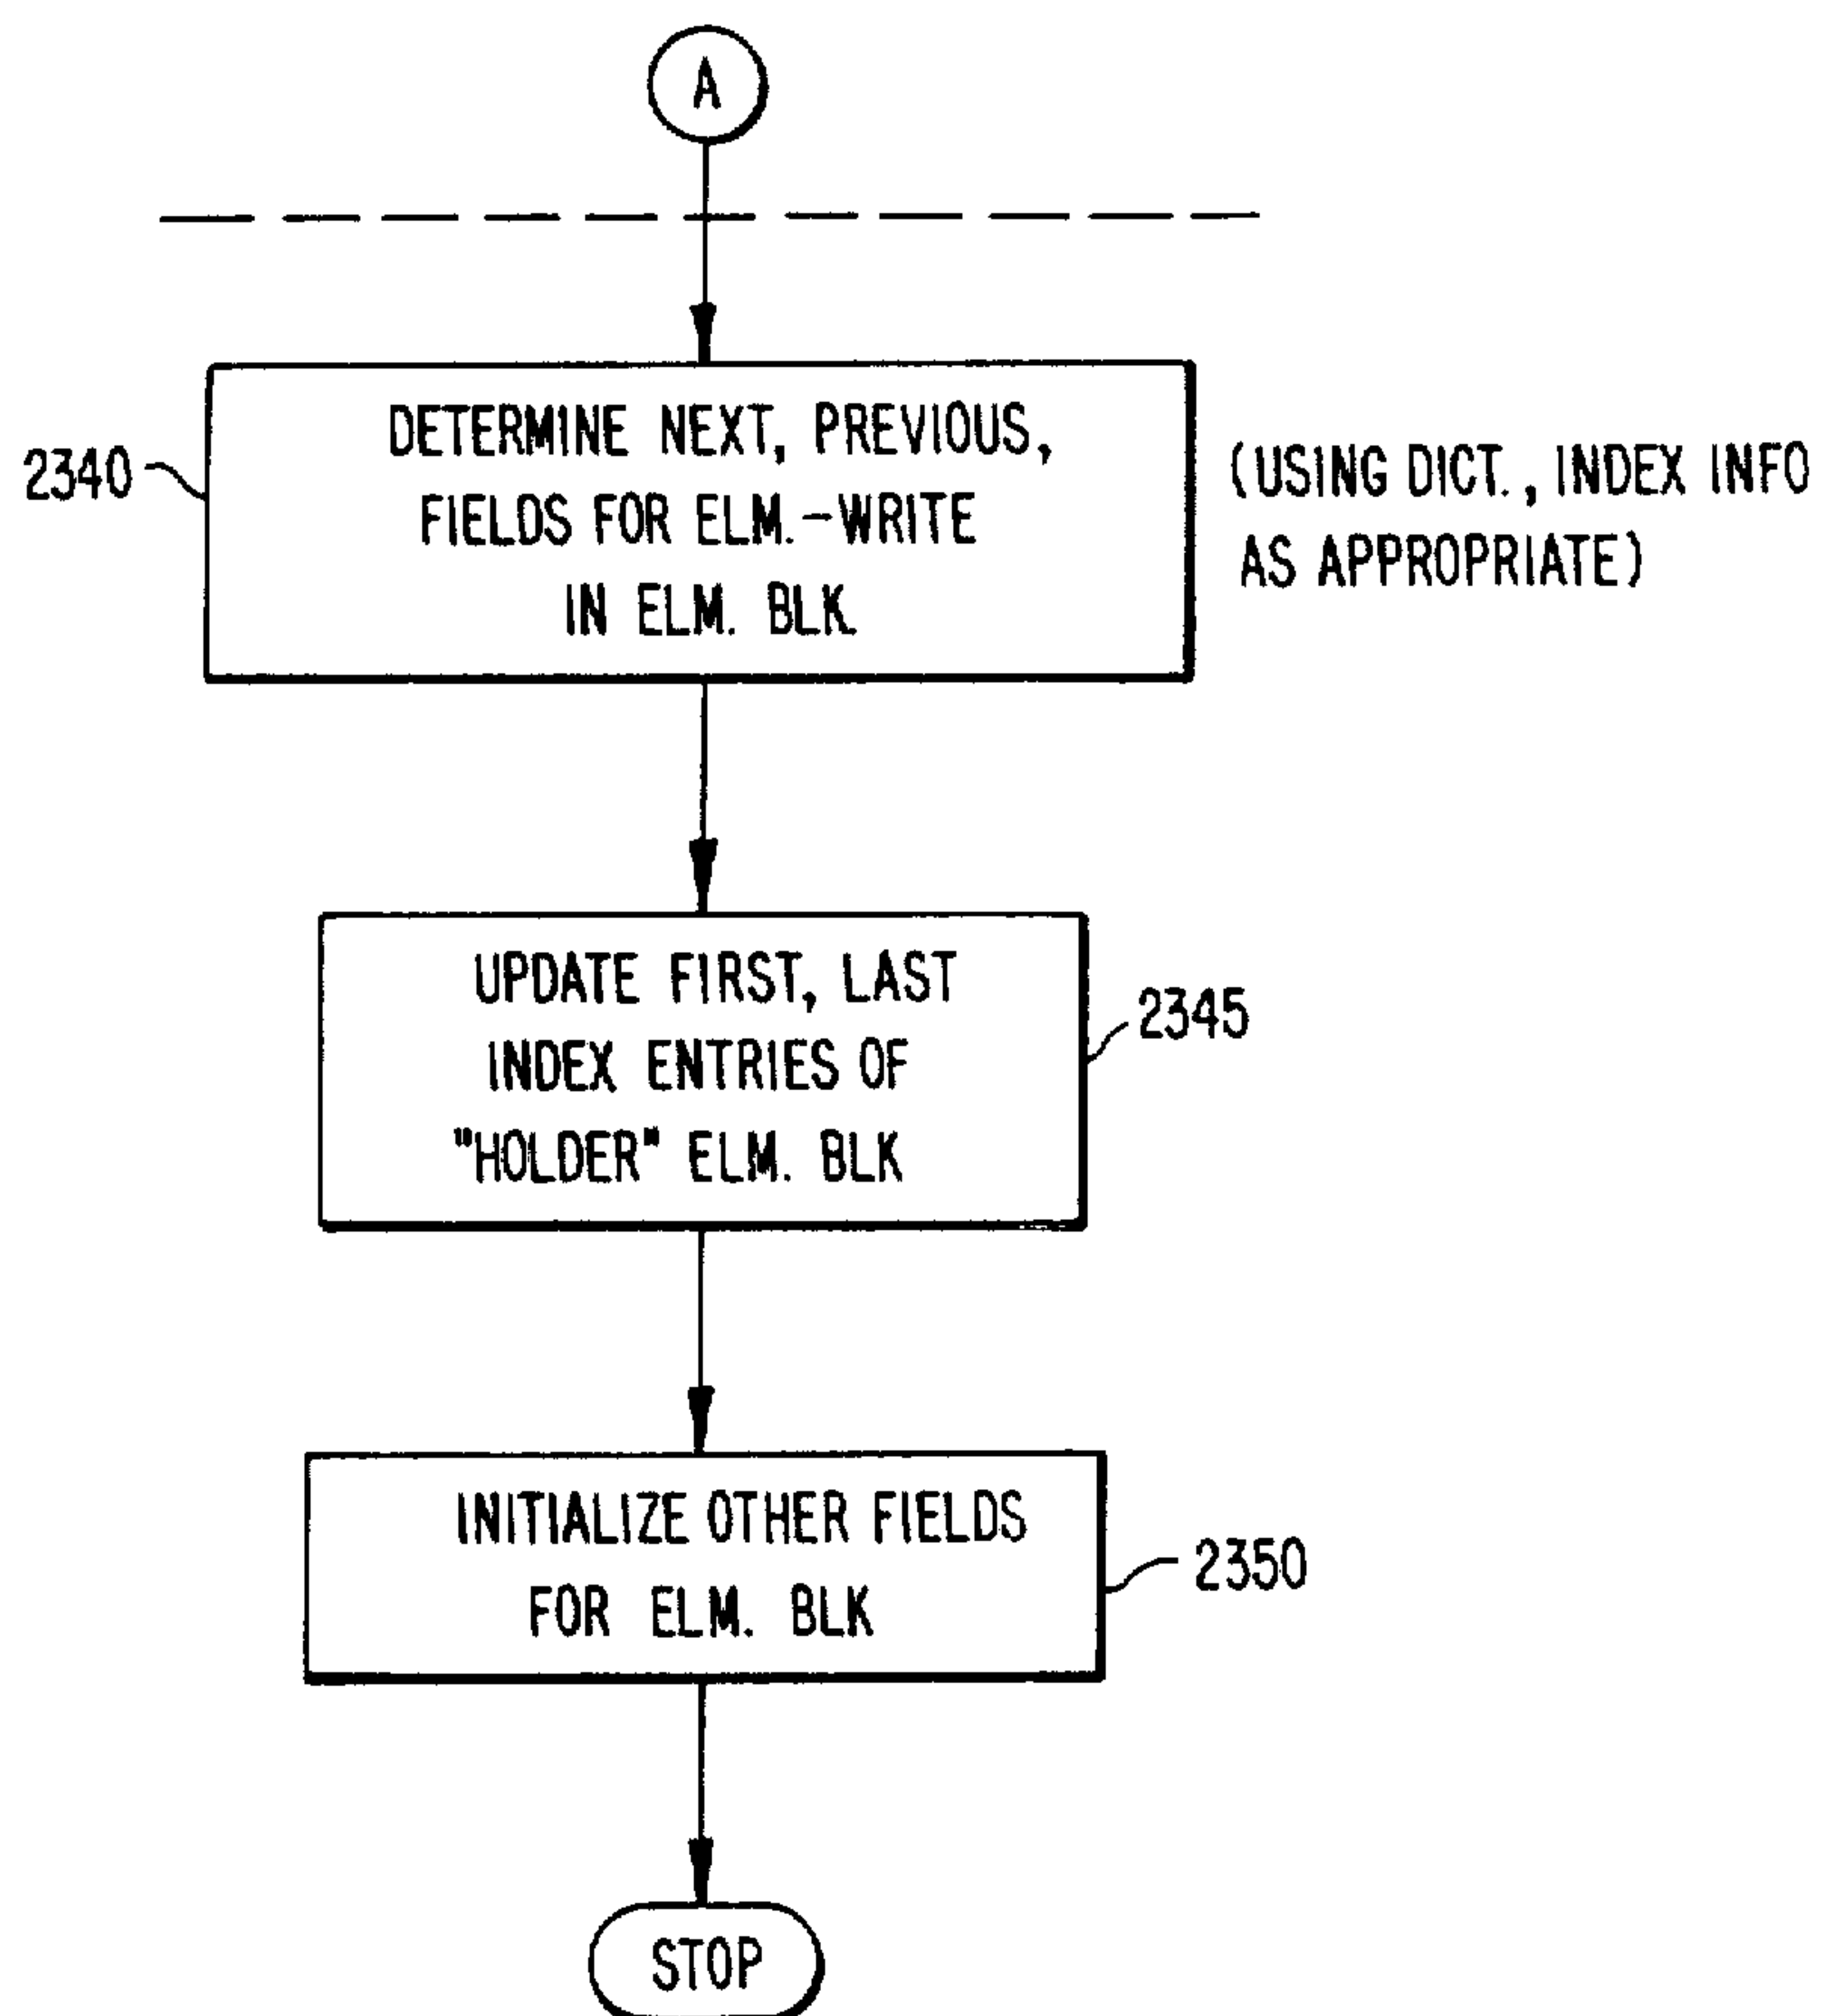 A
2340
DETERMINE NEXT, PREVIOUS,
FIELDS FOR ELM.-WRITE
IN ELM. BLK.
(USING DICT., INDEX INFO
AS APPROPRIATE)
UPDATE FIRST, LAST
INDEX ENTRIES OF
"HOLDER" ELM. BLK
2345
INITIALIZE OTHER FIELDS
FOR ELM. BLK
2350
STOP